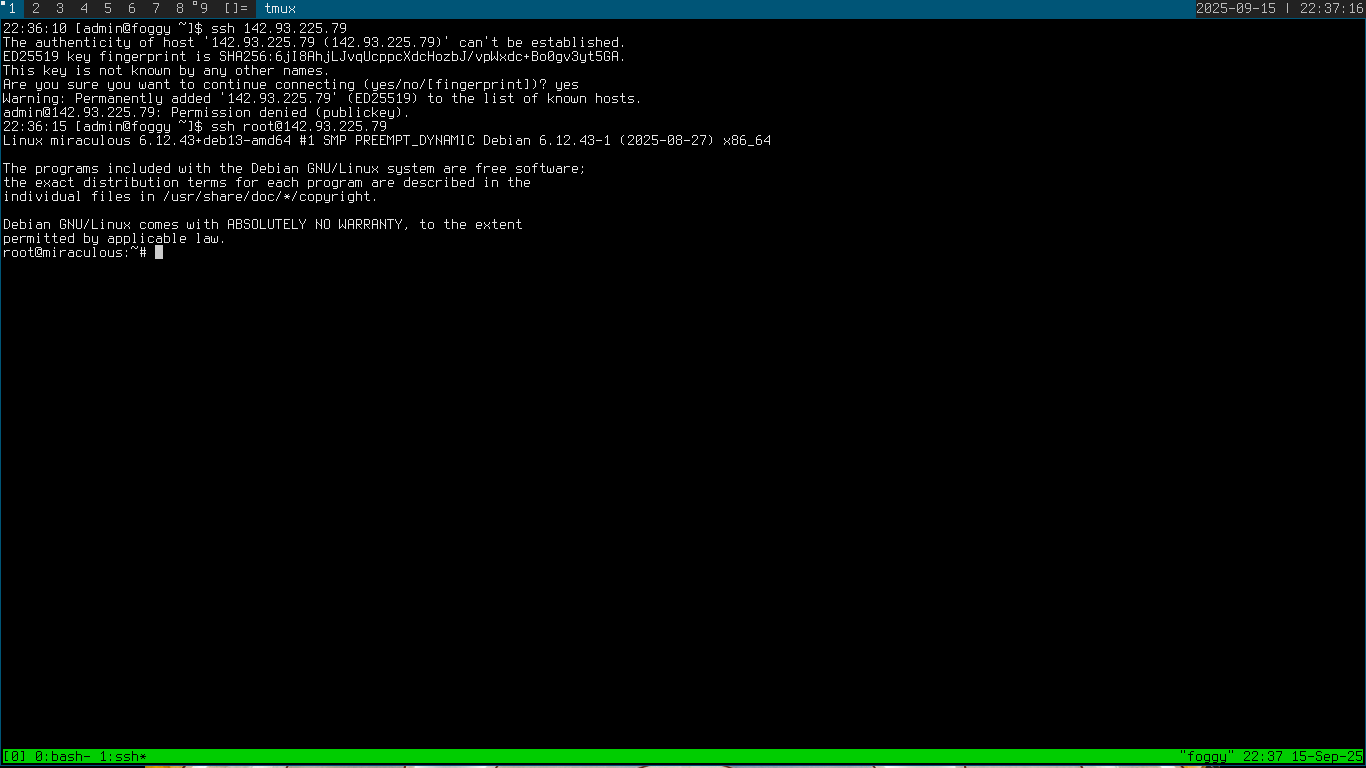 1 2 3 4 5 6 7 8 9 []= tmux 2025-09-15 | 22:37:16
22:36:10 [admin@foggy ~]$ ssh 142.93.225.79
The authenticity of host '142.93.225.79 (142.93.225.79)' can't be established.
ED25519 key fingerprint is SHA256:6jI8AhjLJvqUcppcXdcHozbJ/vpWxdc+Bo0gv3yt5GA.
This key is not known by any other names.
Are you sure you want to continue connecting (yes/no/[fingerprint])? yes
Warning: Permanently added '142.93.225.79' (ED25519) to the list of known hosts.
admin@142.93.225.79: Permission denied (publickey).
22:36:15 [admin@foggy ~]$ ssh root@142.93.225.79
Linux miraculous 6.12.43+deb13-amd64 #1 SMP PREEMPT_DYNAMIC Debian 6.12.43-1 (2025-08-27) x86_64
The programs included with the Debian GNU/Linux system are free software;
the exact distribution terms for each program are described in the
individual files in /usr/share/doc/*/copyright.
Debian GNU/Linux comes with ABSOLUTELY NO WARRANTY, to the extent
permitted by applicable law.
root@miraculous:~#
[0] 0:bash- 1:ssh* "foggy" 22:37 15-Sep-25